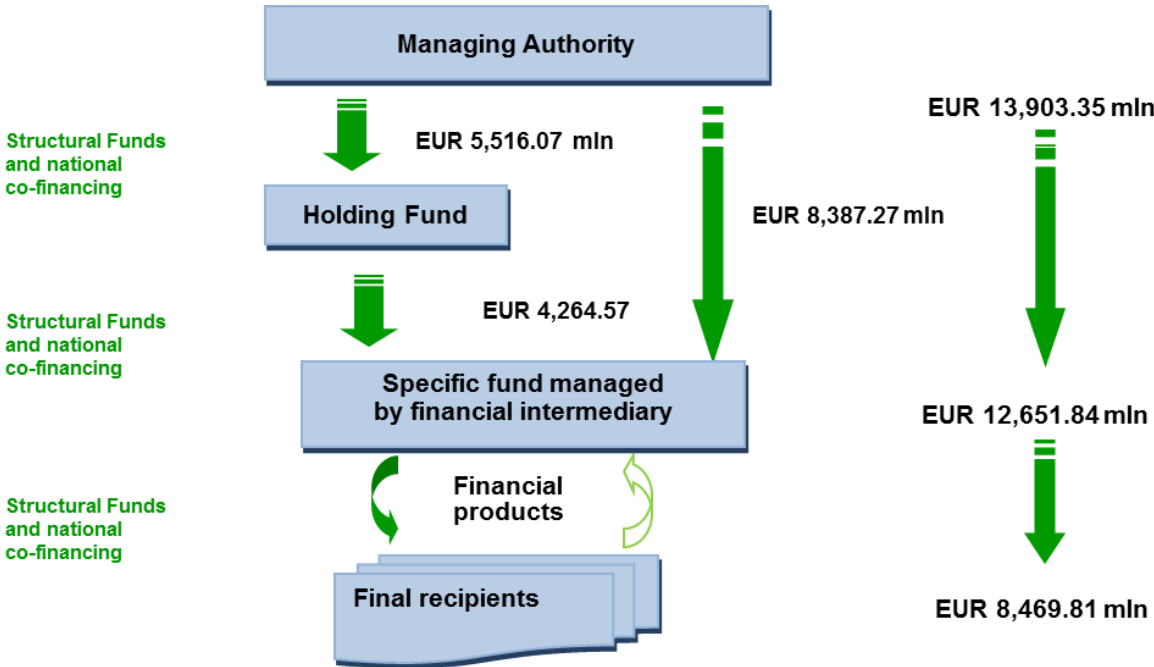 Managing Authority
EUR 13,903.35 mln
Structural Funds
and national
co-financing
EUR 5,516.07 mln
Holding Fund
EUR 8,387.27 mln
Structural Funds
and national
co-financing
EUR 4,264.57
Specific fund managed
by financial intermediary
EUR 12,651.84 mln
Structural Funds
and national
co-financing
Financial
products
Final recipients
EUR 8,469.81 mln